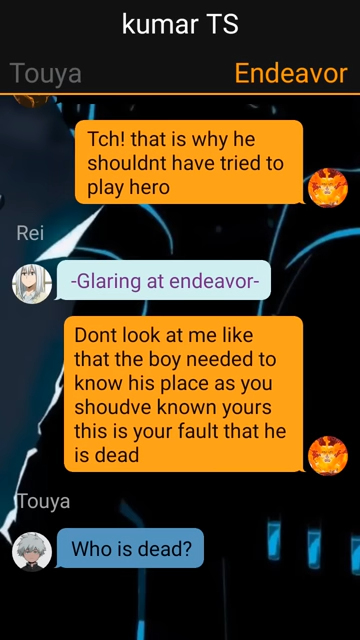 kumar TS
Touya Endeavor
Tch! that is why he
shouldnt have tried to
play hero
Rei
-Glaring at endeavor-
Dont look at me like
that the boy needed to
know his place as you
shoudve known yours
this is your fault that he
is dead
Touya
Who is dead?